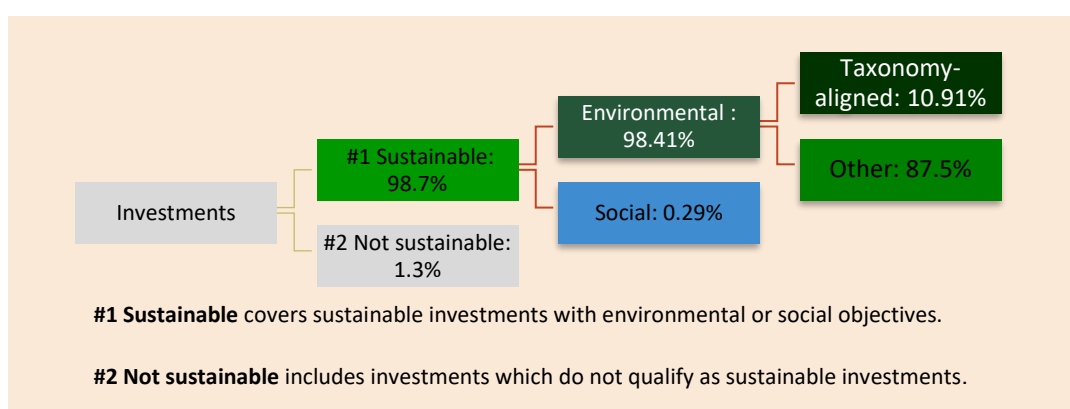 Taxonomy-
aligned: 10.91%
Environmental :
98.41%
#1 Sustainable:
98.7%
Other: 87.5%
Investments
Social: 0.29%
#2 Not sustainable:
1.3%
#1 Sustainable covers sustainable investments with environmental or social objectives.
#2 Not sustainable includes investments which do not qualify as sustainable investments.